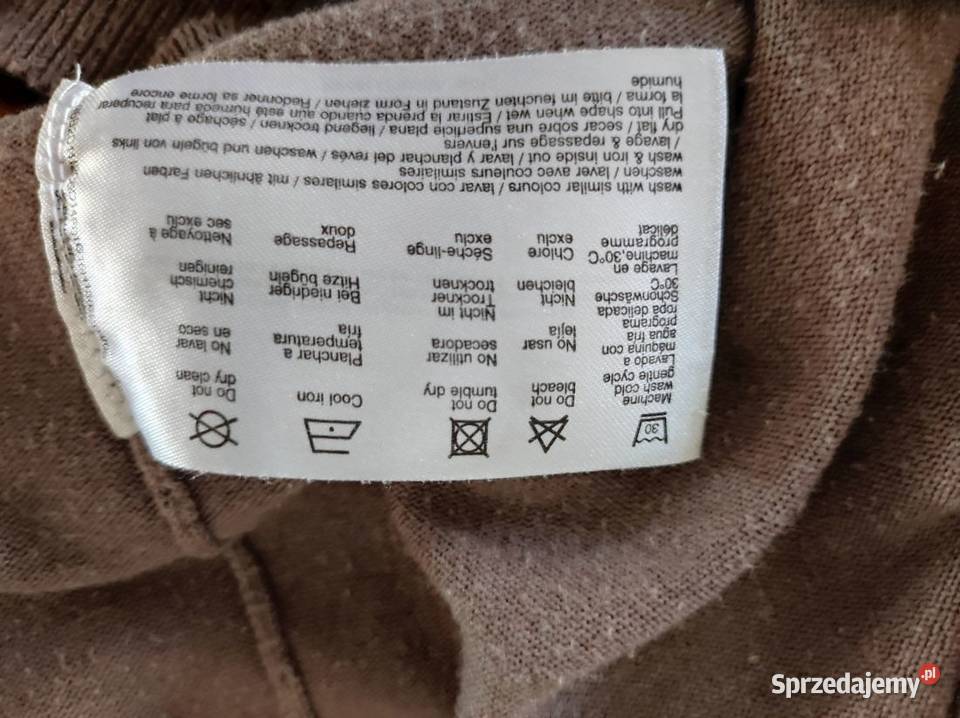 30
Machine
wash cold
gentle cycle
Do not
bleach
Do not
tumble dry
Cool iron
Do not
dry clean
Lavado a
máquina con
agua fria
programa
ropa delicada
No usar
lejia
No utilizar
secadora
Planchar a
temperatura
fria
No lavar
en seco
Schonwäsche
30°C
Nicht
bleichen
Nicht im
Trockner
trocknen
Bei niedriger
Hitze bügeln
Nicht
chemisch
reinigen
Lavage en
machine,30°C
programme
délicat
Chlore
exclu
Séche-linge
exclu
Repassage
doux
Nettoyage à
sec exclu
wash with similar colours / lavar con colores similares / mit ähnlichen Farben
waschen / laver avec couleurs similaires
wash & iron inside out / lavar y planchar del revés / waschen und bügeln von links
/ lavage & repassage sur l'envers
dry flat / secar sobre una superficie plana / liegend trocknen / séchage à plat
Pull into shape when wet / Estirar la prenda cuando aún esté humeda para recuperar
la forma / bitte im feuchten Zustand in Form ziehen / Redonner sa forme encore
humide
Sprzedajemy.pl